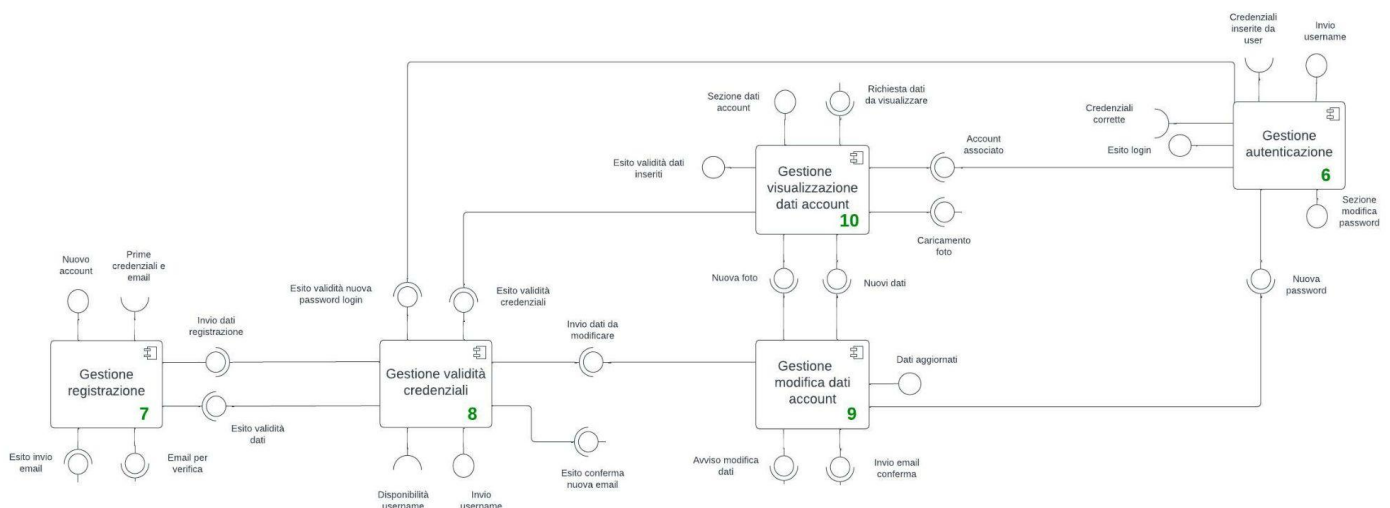 Credenziali
inserite da
user
Invio
username
Richiesta dati
da visualizzare
Sezione dati
account
Credenziali
corrette
Esito login
Gestione
autenticazione
6
Account
associato
Esito validità dati
inseriti
Gestione
visualizzazione
dati account
10
Sezione
modifica
password
Caricamento
foto
Nuovo
account
Prime
credenziali e
email
Esito validità nuova
password login
Esito validità
credenziali
Nuova foto
Nuovi dati
Nuova
password
Invio dati
registrazione
Invio dati da
modificare
Gestione
registrazione
7
Gestione validità
credenziali
8
Gestione
modifica dati
account
9
Dati aggiornati
Esito validità
dati
Esito invio
email
Email per
verifica
Esito conferma
nuova email
Avviso modifica
dati
Invio email
conferma
Disponibilità
username
Invio
username